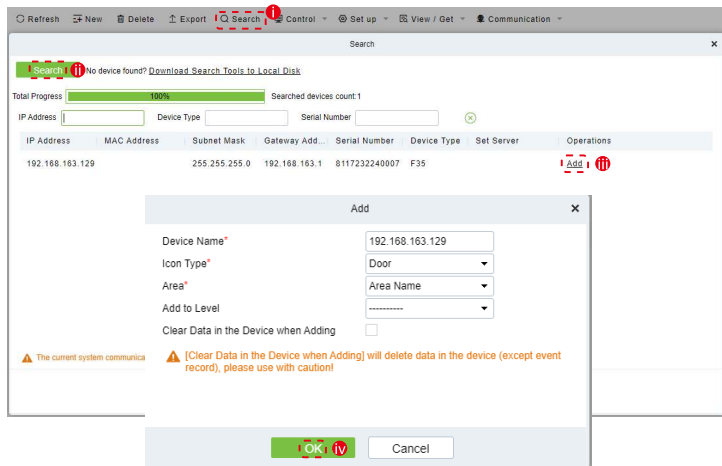 Refresh New Delete Export Search Control Set up View / Get Communication
i
Search
Search ii No device found? Download Search Tools to Local Disk
Total Progress 100% Searched devices count:1
IP Address Device Type Serial Number
IP Address MAC Address Subnet Mask Gateway Add... Serial Number Device Type Set Server Operations
192.168.163.129 255.255.255.0 192.168.163.1 8117232240007 F35 Add iii
Add
Device Name* 192.168.163.129
Icon Type* Door
Area* Area Name
Add to Level ----------
Clear Data in the Device when Adding
The current system communica
[Clear Data in the Device when Adding] will delete data in the device (except event
record), please use with caution!
OK iv Cancel